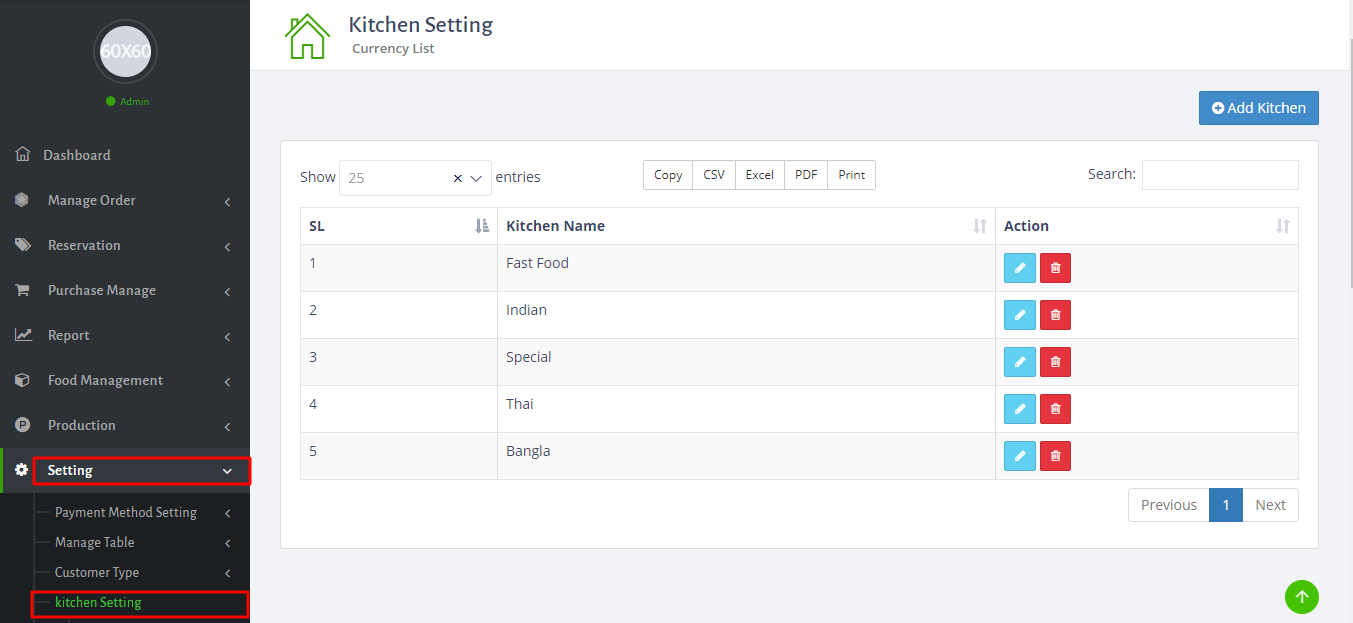 60X60
Admin
Dashboard
Manage Order
Reservation
Purchase Manage
Report
Food Management
P Production
Setting
Payment Method Setting
Manage Table
Customer Type
kitchen Setting
Kitchen Setting
Currency List
Add Kitchen
Show 25 × entries Copy CSV Excel PDF Print Search:
SL Kitchen Name Action
1 Fast Food
2 Indian
3 Special
4 Thai
5 Bangla
Previous 1 Next